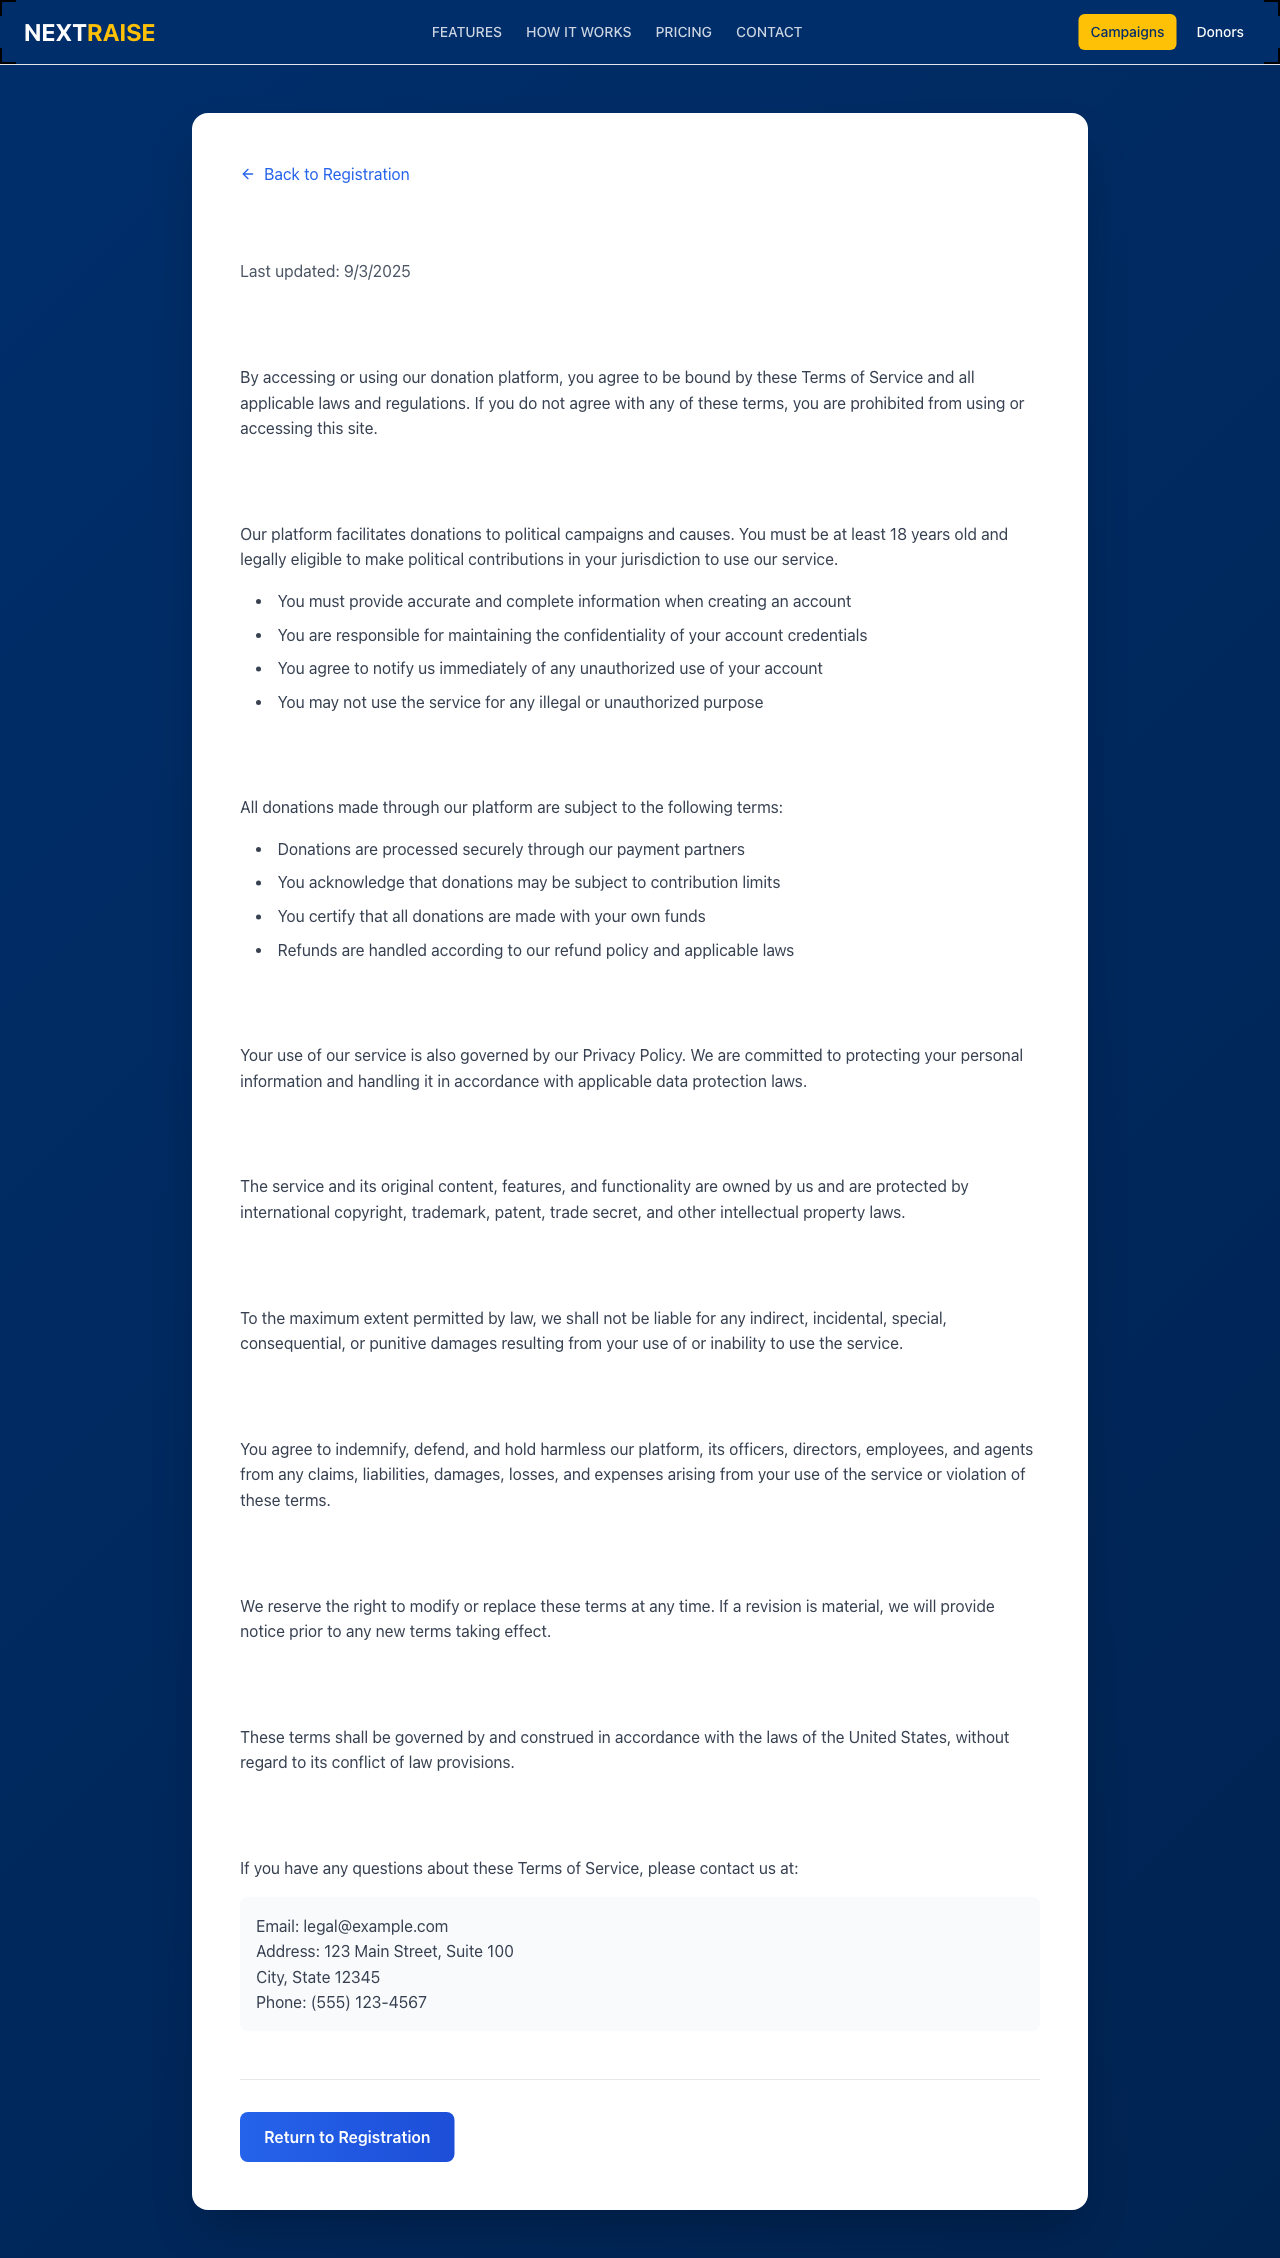 NEXTRAISE
FEATURES HOW IT WORKS PRICING CONTACT
Campaigns Donors
← Back to Registration
Last updated: 9/3/2025
By accessing or using our donation platform, you agree to be bound by these Terms of Service and all
applicable laws and regulations. If you do not agree with any of these terms, you are prohibited from using or
accessing this site.
Our platform facilitates donations to political campaigns and causes. You must be at least 18 years old and
legally eligible to make political contributions in your jurisdiction to use our service.
• You must provide accurate and complete information when creating an account
• You are responsible for maintaining the confidentiality of your account credentials
• You agree to notify us immediately of any unauthorized use of your account
• You may not use the service for any illegal or unauthorized purpose
All donations made through our platform are subject to the following terms:
• Donations are processed securely through our payment partners
• You acknowledge that donations may be subject to contribution limits
• You certify that all donations are made with your own funds
• Refunds are handled according to our refund policy and applicable laws
Your use of our service is also governed by our Privacy Policy. We are committed to protecting your personal
information and handling it in accordance with applicable data protection laws.
The service and its original content, features, and functionality are owned by us and are protected by
international copyright, trademark, patent, trade secret, and other intellectual property laws.
To the maximum extent permitted by law, we shall not be liable for any indirect, incidental, special,
consequential, or punitive damages resulting from your use of or inability to use the service.
You agree to indemnify, defend, and hold harmless our platform, its officers, directors, employees, and agents
from any claims, liabilities, damages, losses, and expenses arising from your use of the service or violation of
these terms.
We reserve the right to modify or replace these terms at any time. If a revision is material, we will provide
notice prior to any new terms taking effect.
These terms shall be governed by and construed in accordance with the laws of the United States, without
regard to its conflict of law provisions.
If you have any questions about these Terms of Service, please contact us at:
Email: legal@example.com
Address: 123 Main Street, Suite 100
City, State 12345
Phone: (555) 123-4567
Return to Registration